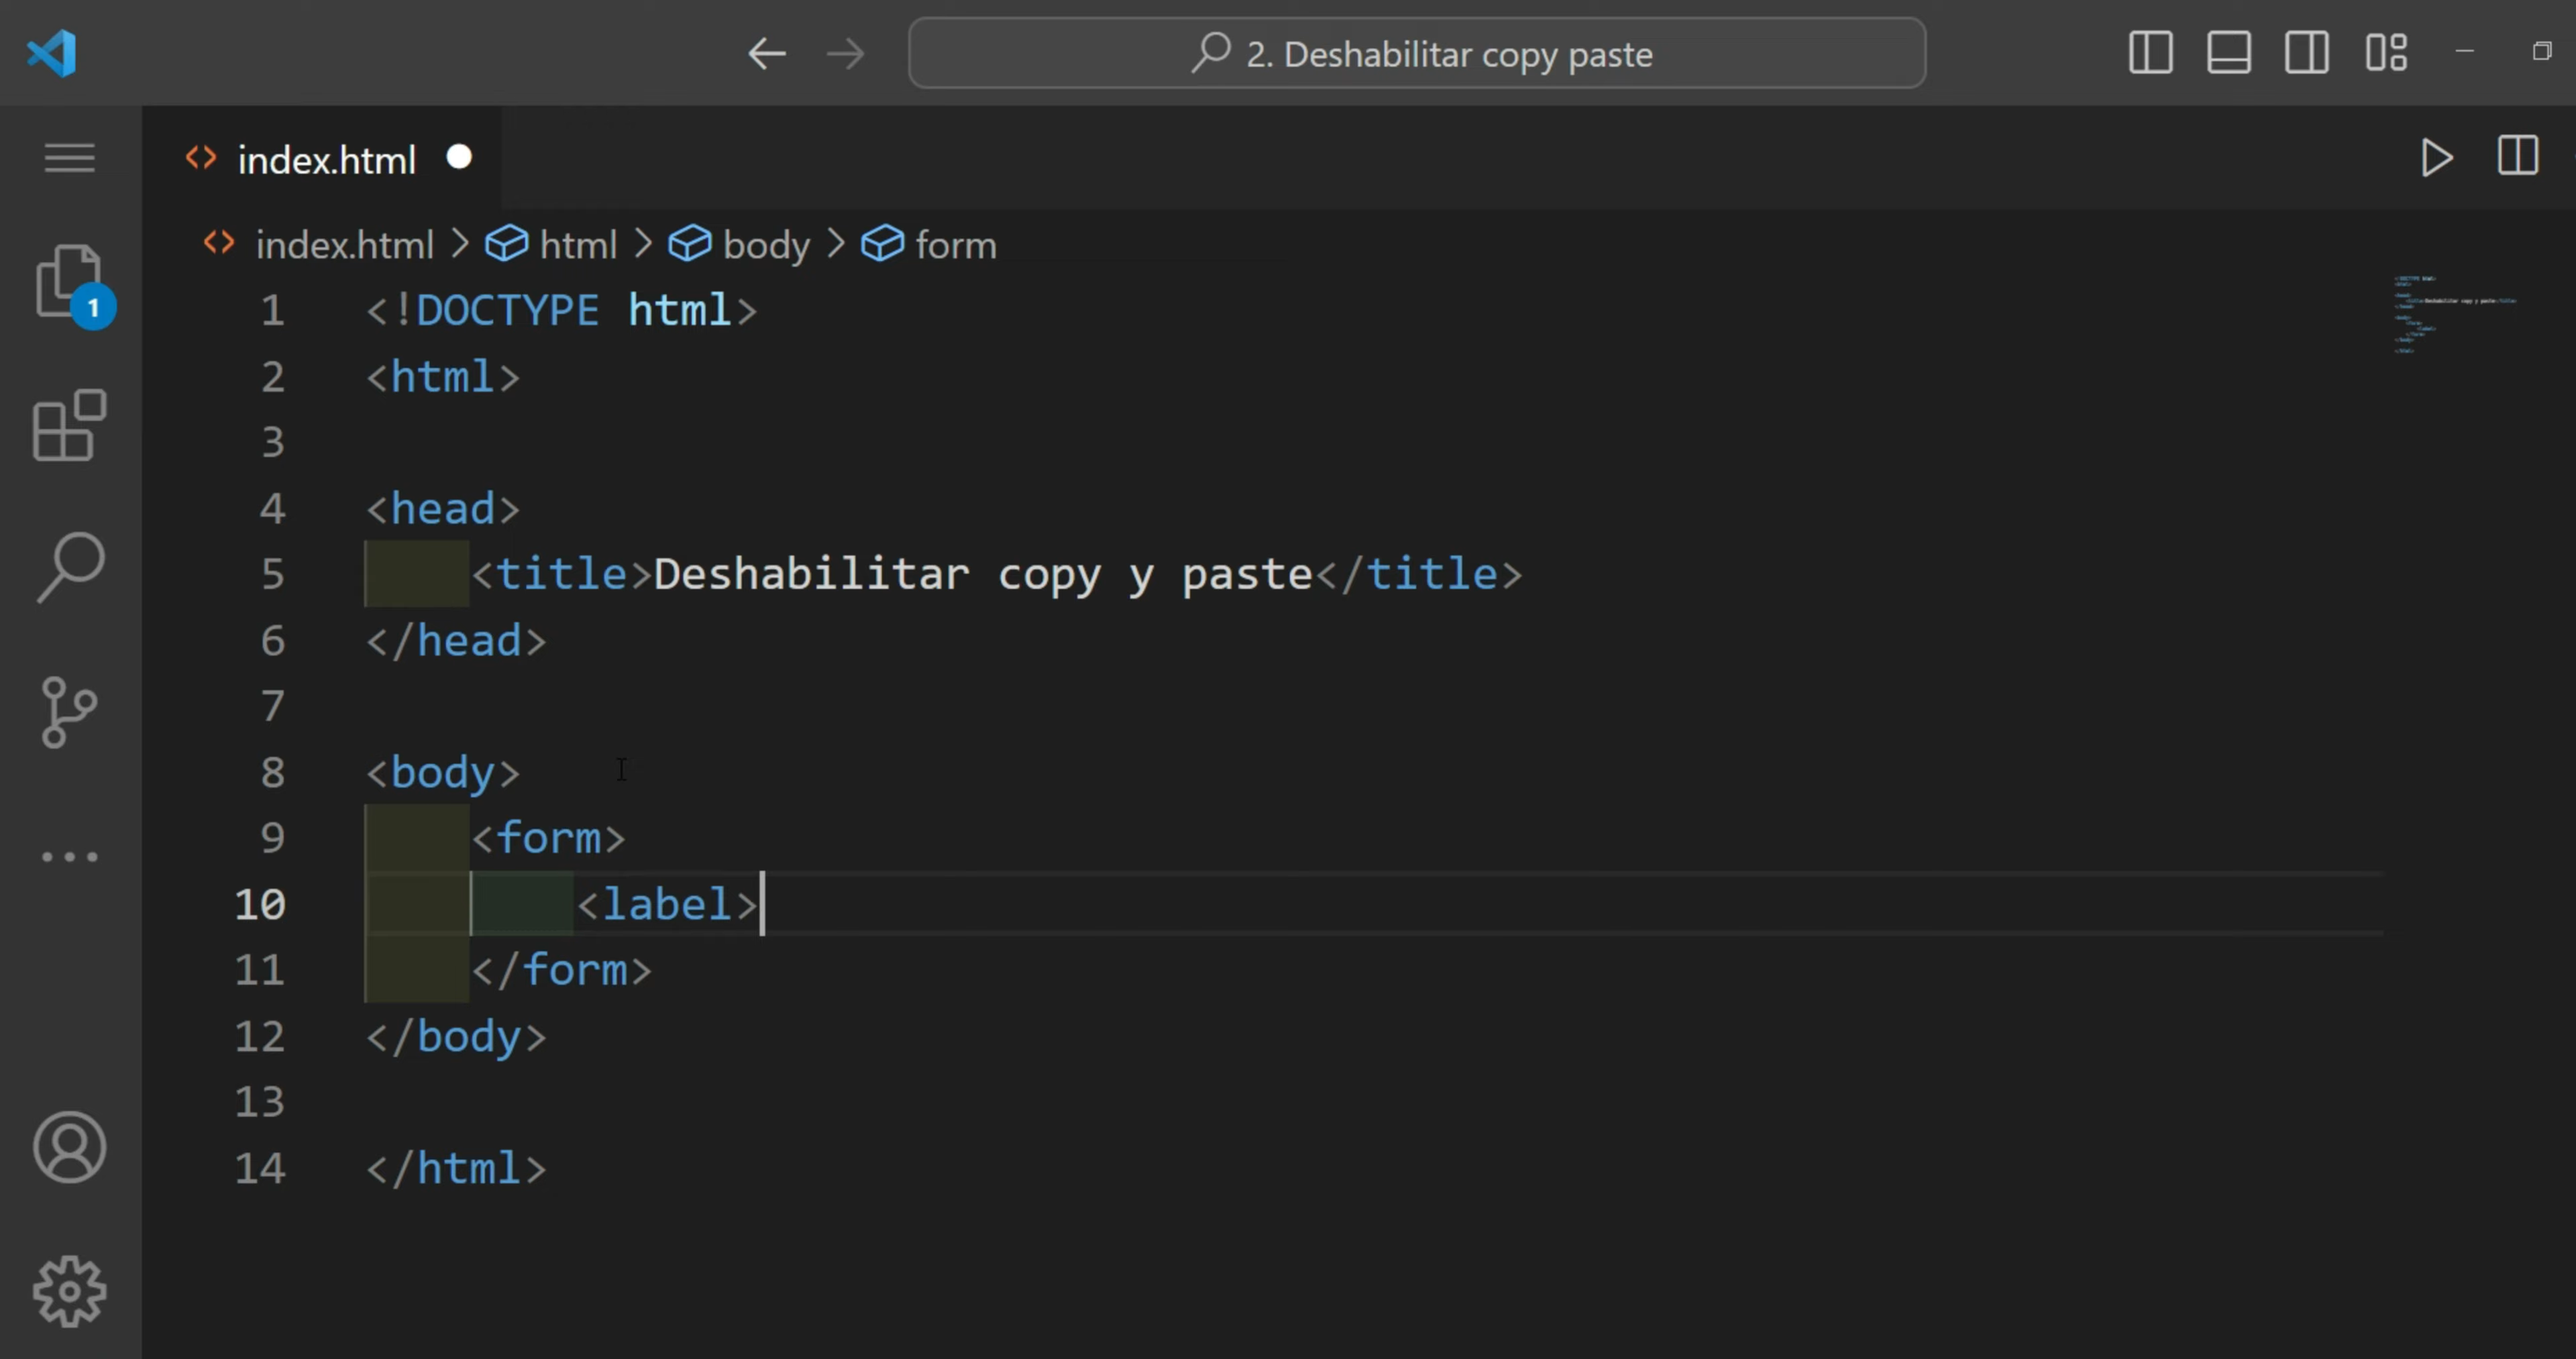 2. Deshabilitar copy paste
index.html
1
index.html > html > body > form
1 <!DOCTYPE html>
2 <html>
3
4 <head>
5 <title>Deshabilitar copy y paste</title>
6 </head>
7
8 <body>
9 <form>
10 <label>
11 </form>
12 </body>
13
14 </html>